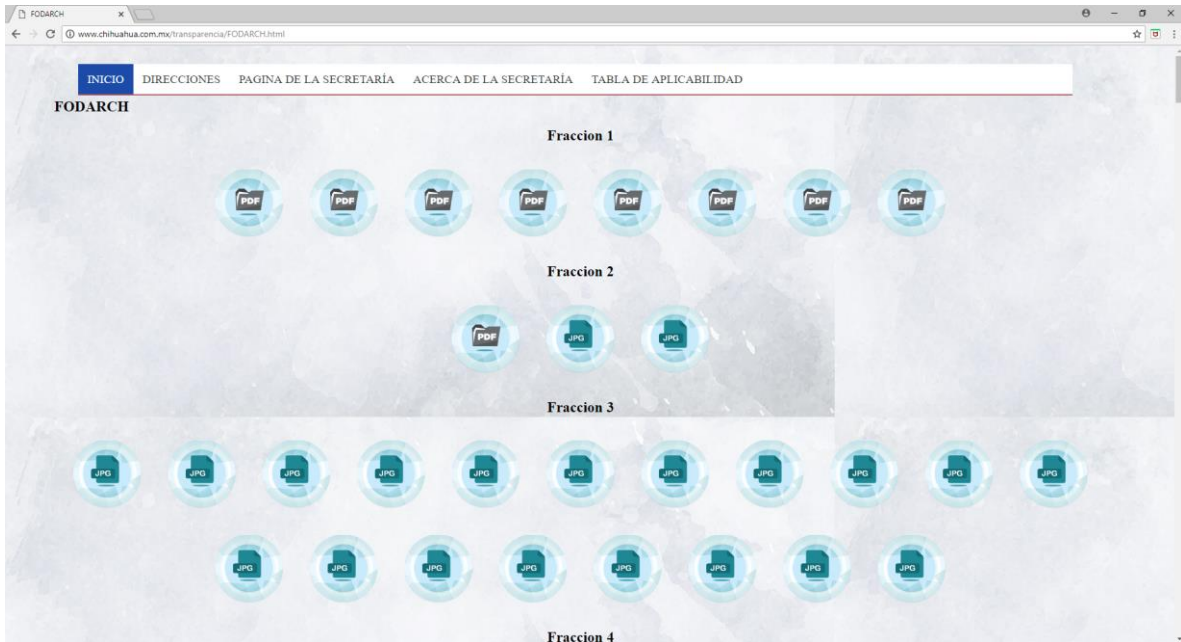 FODARCH
www.chihuahua.com.mx/transparencia/FODARCH.html
INICIO DIRECCIONES PAGINA DE LA SECRETARÍA ACERCA DE LA SECRETARÍA TABLA DE APLICABILIDAD
FODARCH
Fraccion 1
PDF PDF PDF PDF PDF PDF PDF PDF
Fraccion 2
PDF JPG JPG
Fraccion 3
JPG JPG JPG JPG JPG JPG JPG JPG JPG JPG JPG
JPG JPG JPG JPG JPG JPG JPG JPG
Fraccion 4